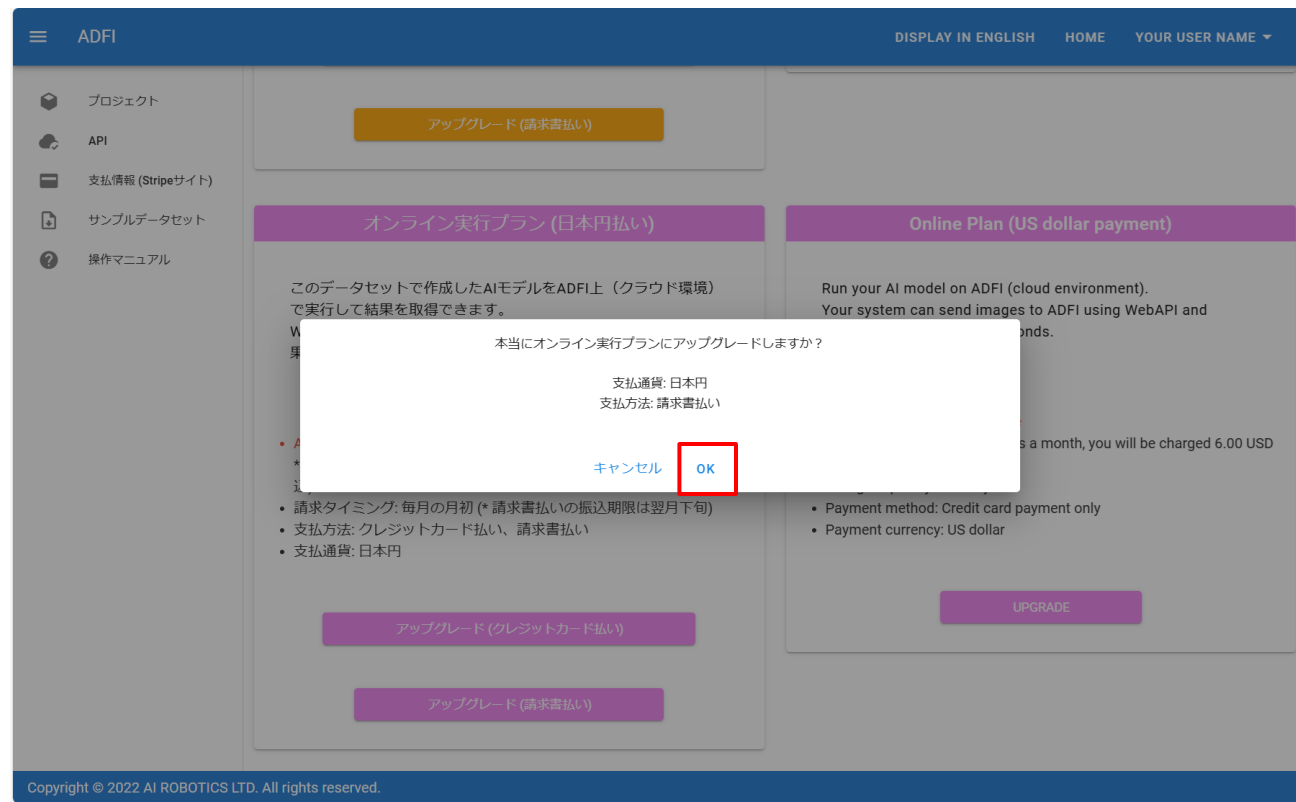 ADFI
DISPLAY IN ENGLISH
HOME
YOUR USER NAME
プロジェクト
API
支払情報 (Stripeサイト)
サンプルデータセット
操作マニュアル
アップグレード (請求書払い)
オンライン実行プラン (日本円払い)
このデータセットで作成したAIモデルをADFI上（クラウド環境）
で実行して結果を取得できます。
• 請求タイミング: 毎月の月初 (* 請求書払いの振込期限は翌月下旬)
• 支払方法: クレジットカード払い、請求書払い
• 支払通貨: 日本円
アップグレード (クレジットカード払い)
アップグレード (請求書払い)
Online Plan (US dollar payment)
Run your AI model on ADFI (cloud environment).
Your system can send images to ADFI using WebAPI and
s a month, you will be charged 6.00 USD
• Payment method: Credit card payment only
• Payment currency: US dollar
UPGRADE
本当にオンライン実行プランにアップグレードしますか？
支払通貨: 日本円
支払方法: 請求書払い
キャンセル
OK
Copyright © 2022 AI ROBOTICS LTD. All rights reserved.